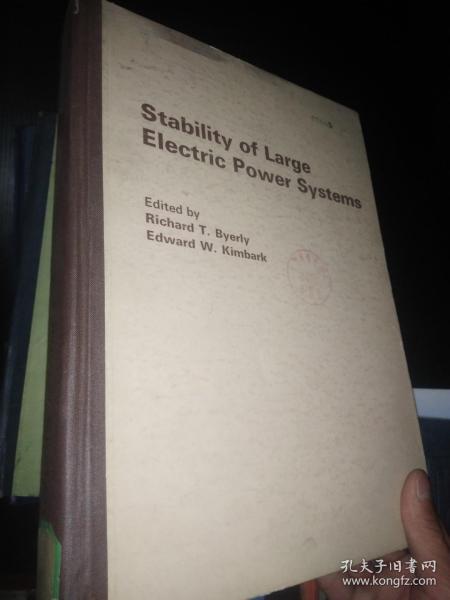 Stability of Large
Electric Power Systems
Edited by
Richard T. Byerly
Edward W. Kimbark
孔夫子旧书网
www.kongfz.com